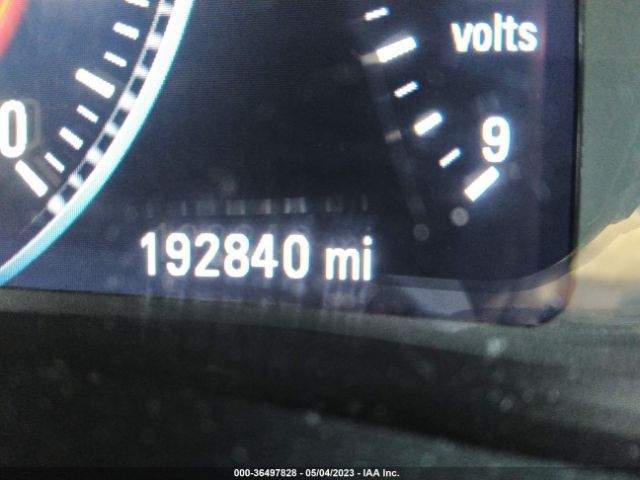 volts
0
9
192840 mi
000-36497828 - 05/04/2023 - IAA Inc.